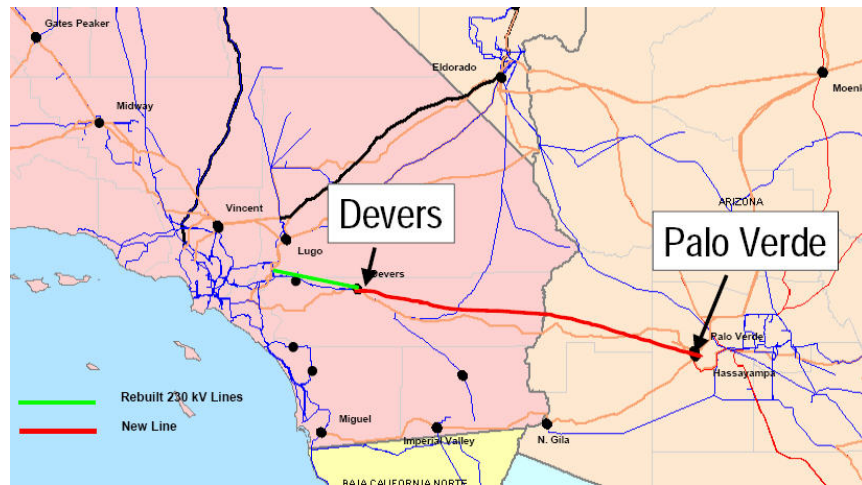 Gates Peaker
Eldorado
Moenk
Midway
ARIZONA
Vincent
Devers
Palo Verde
Lugo
Devers
Palo Verde
Hassayampa
Rebuilt 230 kV Lines
New Line
Miguel
Imperial Valley
N. Gila
BAJA CALIFORNIA NORTE